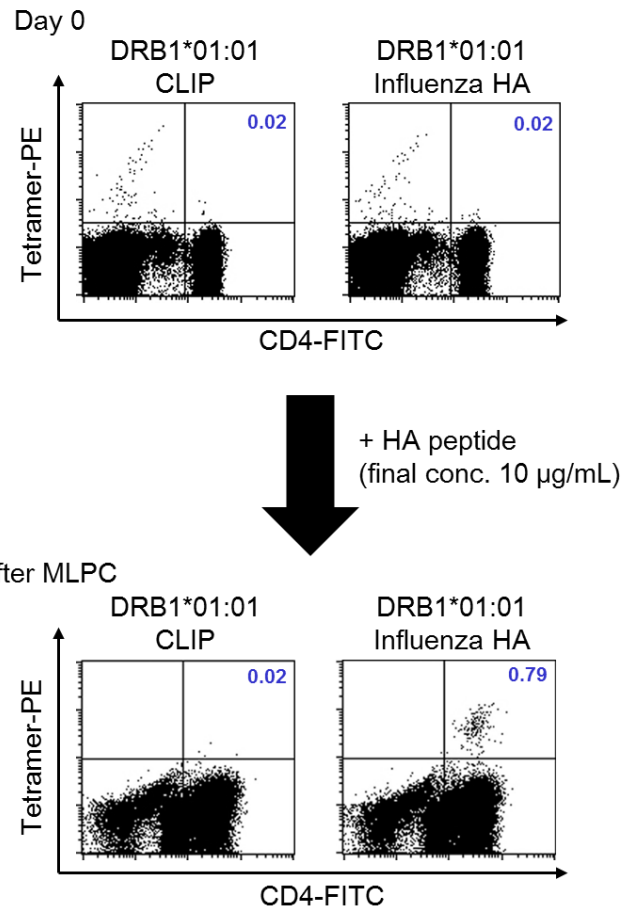 Day 0
DRB1*01:01
CLIP
DRB1*01:01
Influenza HA
0.02
0.02
Tetramer-PE
CD4-FITC
+ HA peptide
(final conc. 10 µg/mL)
fter MLPC
DRB1*01:01
CLIP
DRB1*01:01
Influenza HA
0.02
0.79
Tetramer-PE
CD4-FITC